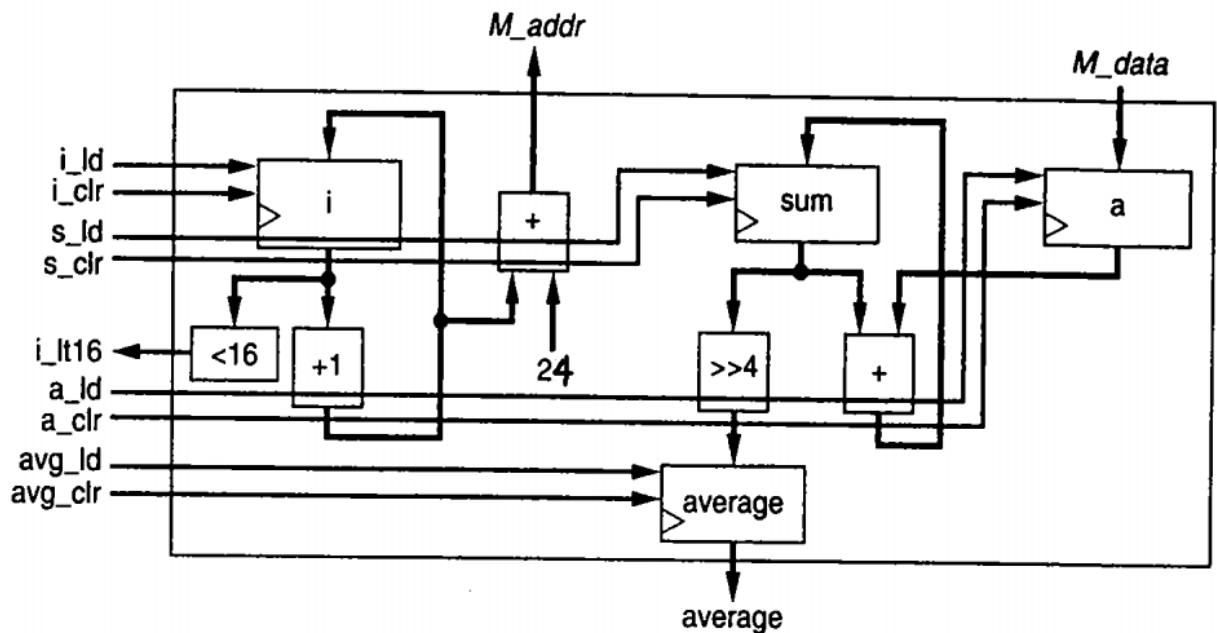 M_addr
M_data
i_ld
i_clr
i
+
sum
a
s_ld
s_clr
i_lt16
<16
+1
24
>>4
+
a_ld
a_clr
avg_ld
avg_clr
average
average